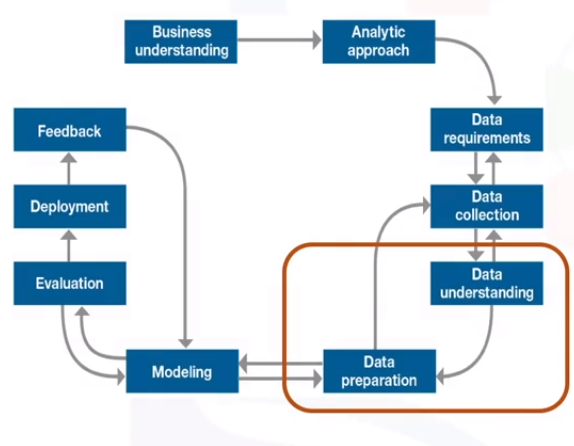 Business
understanding
Analytic
approach
Data
requirements
Feedback
Data
collection
Deployment
Data
understanding
Evaluation
Modeling
Data
preparation